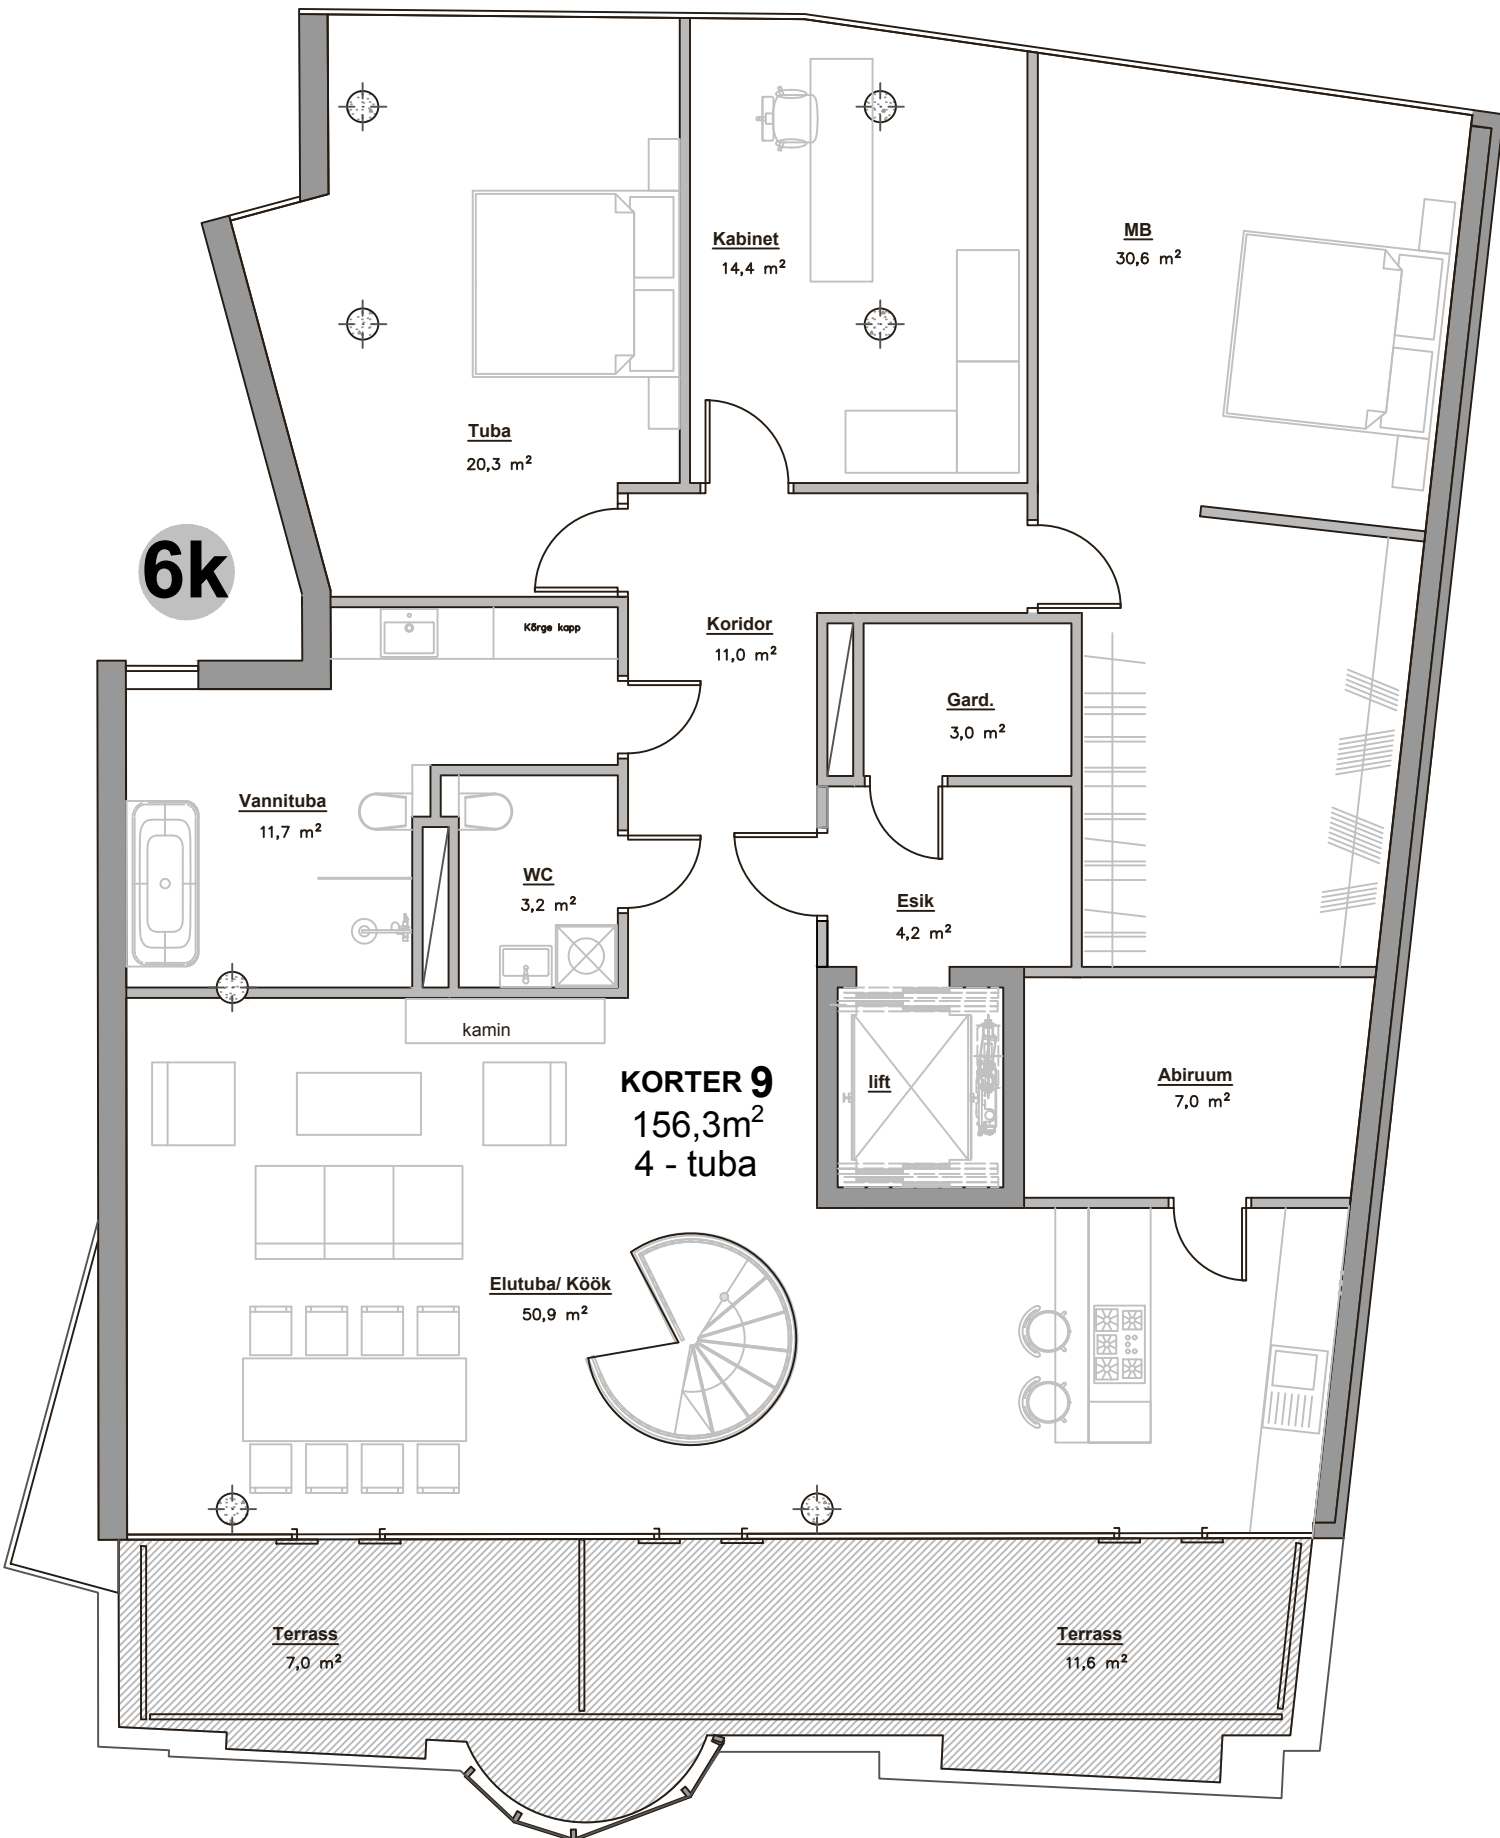 Kabinet
14,4 m²
MB
30,6 m²
Tuba
20,3 m²
6k
Kõrge kapp
Koridor
11,0 m²
Gard.
3,0 m²
Vannituba
11,7 m²
WC
3,2 m²
Esik
4,2 m²
kamin
KORTER 9
156,3m²
4 - tuba
lift
Abiruum
7,0 m²
Elutuba/ Köök
50,9 m²
Terrass
7,0 m²
Terrass
11,6 m²